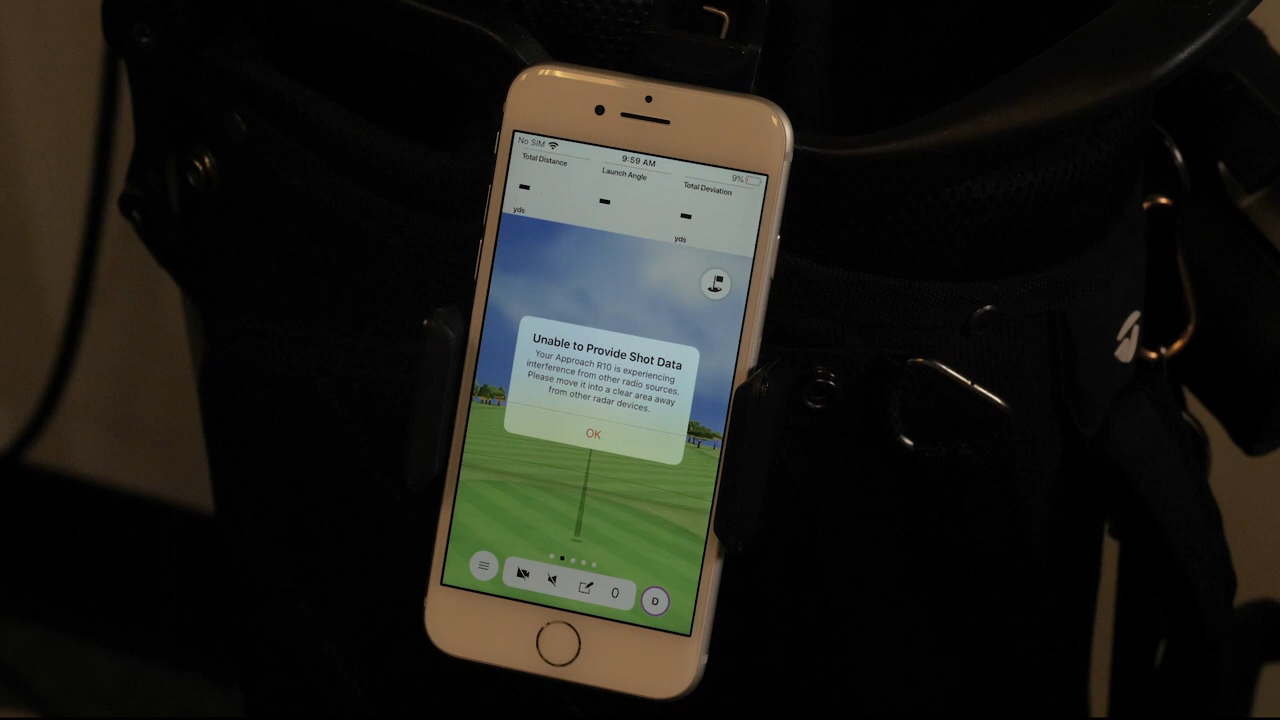 No SIM 9:59 AM 9%
Total Distance Launch Angle Total Deviation
- - -
yds yds
Unable to Provide Shot Data
Your Approach R10 is experiencing
interference from other radio sources.
Please move it into a clear area away
from other radar devices.
OK
0 D